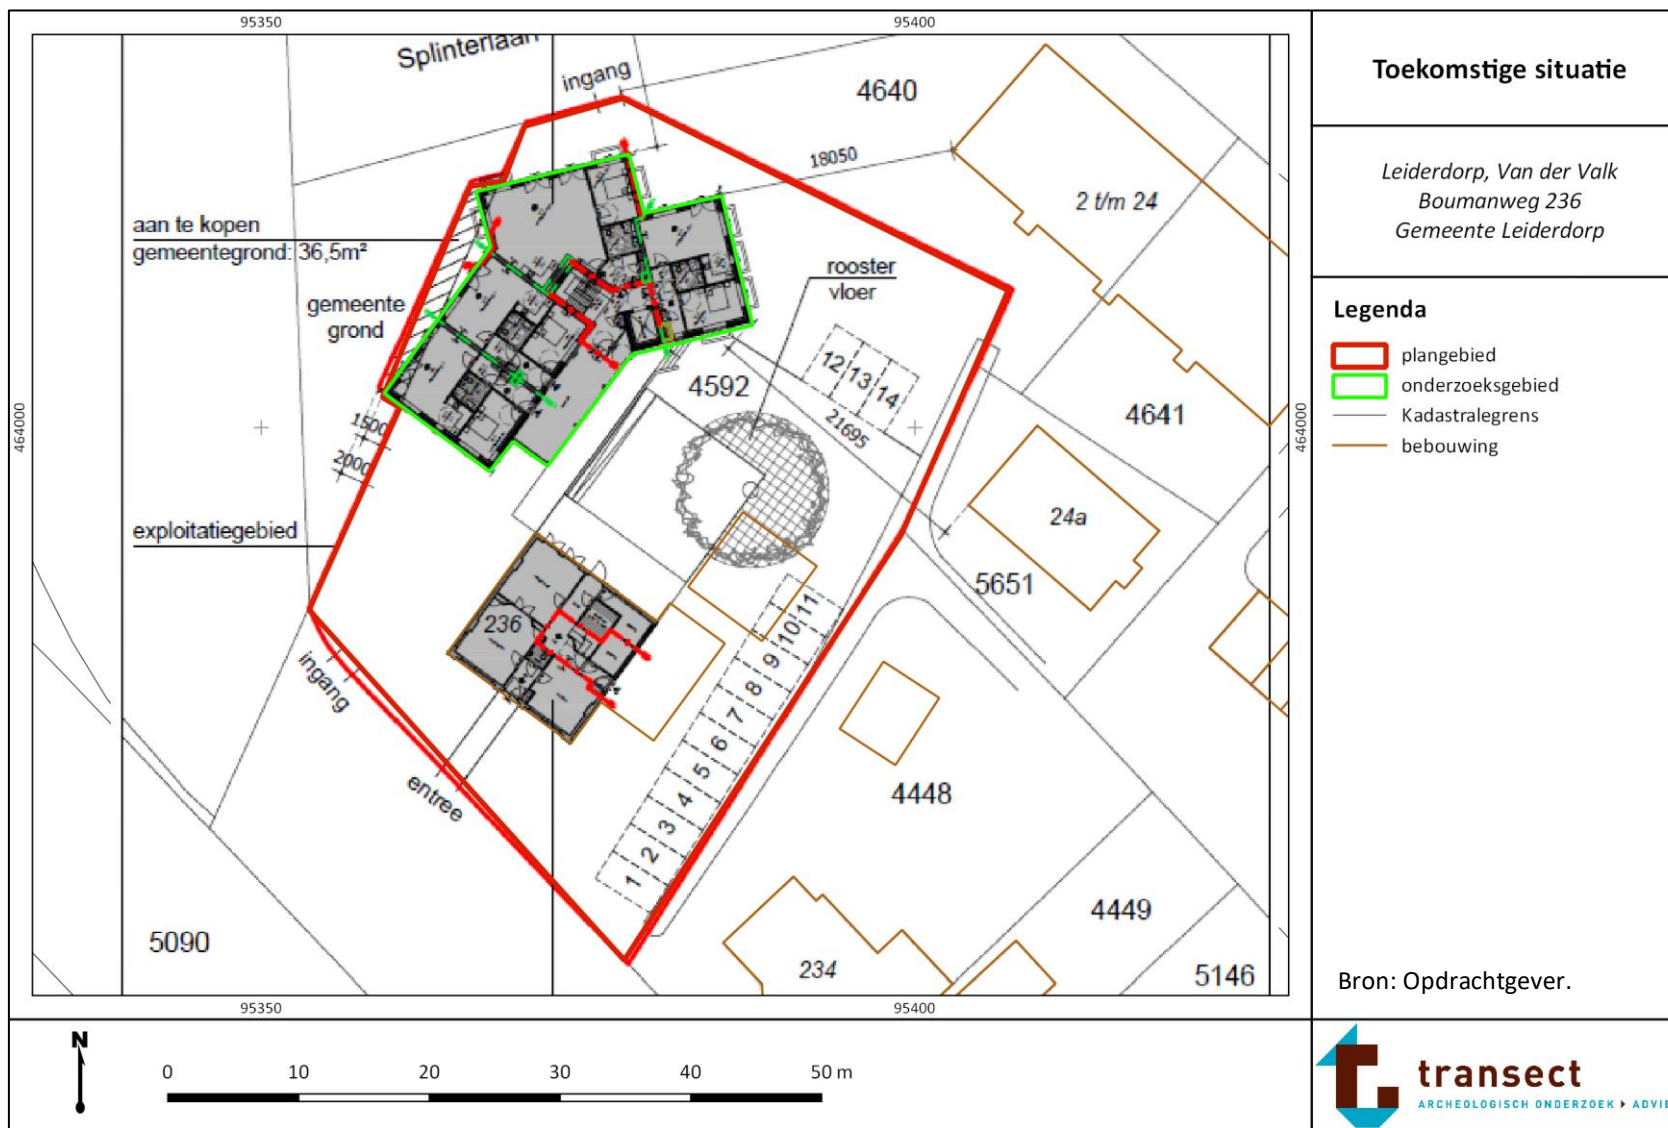 95350
95400
Splinterlaan
ingang
4640
18050
2 t/m 24
aan te kopen
gemeentegrond: 36,5m²
gemeente
grond
rooster
vloer
12
13
14
4592
21695
4641
464000
464000
1500
2000
exploitatiegebied
24a
5651
236
11
10
9
8
7
6
5
4
3
2
1
ingang
entree
4448
4449
5090
234
5146
95350
95400
N
0
10
20
30
40
50 m
Toekomstige situatie
Leiderdorp, Van der Valk
Boumanweg 236
Gemeente Leiderdorp
Legenda
plangebied
onderzoeksgebied
Kadastralegrens
bebouwing
Bron: Opdrachtgever.
transect
ARCHEOLOGISCH ONDERZOEK ▸ ADVIE